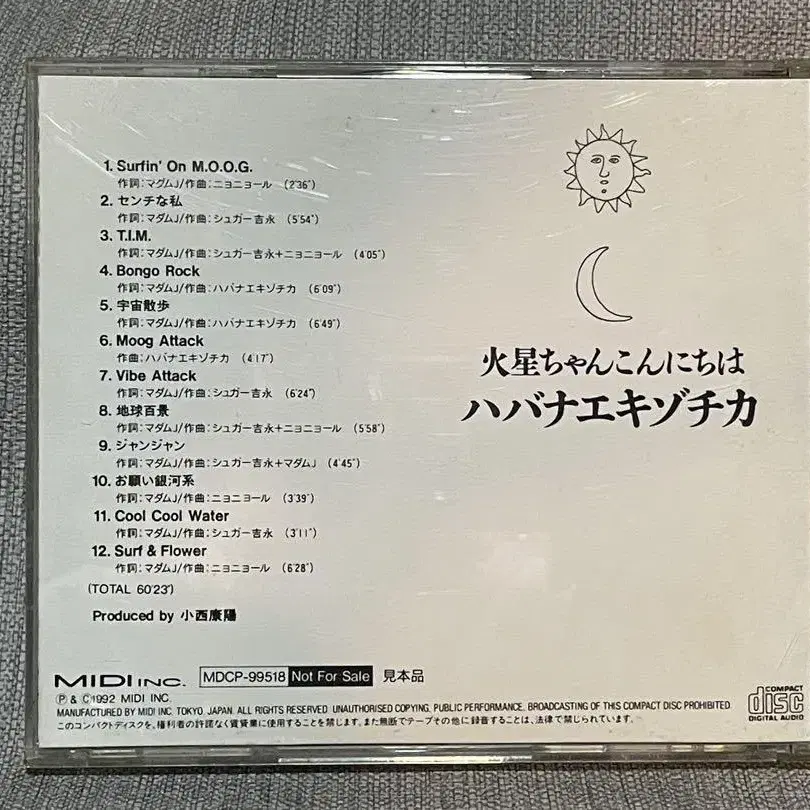 1. Surfin' On M.O.O.G.
作詞:マダムJ/作曲:ニョニョール (2'36")
2. センチな私
作詞:マダムJ/作曲:シュガー吉永 (5'54")
3. T.I.M.
作詞:マダムJ/作曲:シュガー吉永+ニョニョール (4'05")
4. Bongo Rock
作詞:マダムJ/作曲:ハバナエキゾチカ (6'09")
5. 宇宙散歩
作詞:マダムJ/作曲:ハバナエキゾチカ (6'49")
6. Moog Attack
作曲:ハバナエキゾチカ (4'17")
7. Vibe Attack
作詞:マダムJ/作曲:シュガー吉永 (6'24")
8. 地球百景
作詞:マダムJ/作曲:シュガー吉永+ニョニョール (5'58")
9. ジャンジャン
作詞:マダムJ/作曲:シュガー吉永+マダムJ (4'45")
10. お願い銀河系
作詞:マダムJ/作曲:ニョニョール (3'39")
11. Cool Cool Water
作詞:マダムJ/作曲:シュガー吉永 (3'11")
12. Surf & Flower
作詞:マダムJ/作曲:ニョニョール (6'28")
(TOTAL 60'23")
Produced by 小西康陽
火星ちゃんこんにちは
ハバナエキゾチカ
MIDI INC. MDCP-99518 Not For Sale 見本品
Ⓟ & Ⓒ1992 MIDI INC.
MANUFACTURED BY MIDI INC. TOKYO, JAPAN. ALL RIGHTS RESERVED. UNAUTHORISED COPYING, PUBLIC PERFORMANCE, BROADCASTING OF THIS COMPACT DISC PROHIBITED.
このコンパクトディスクを、権利者の許諾なく賃貸業に使用することを禁じます。また無断でテープその他に録音することは、法律で禁じられています。
COMPACT
disc
DIGITAL AUDIO